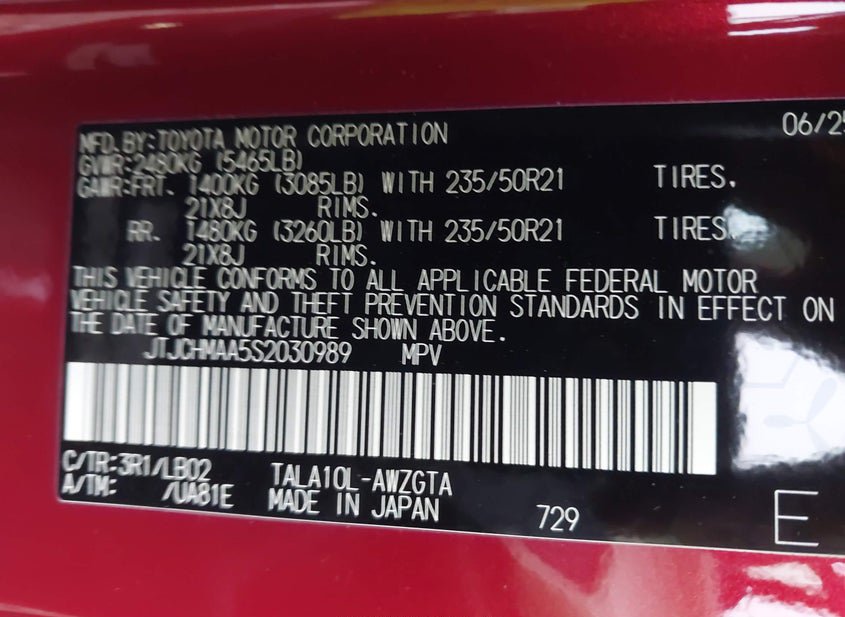 MFD.BY:TOYOTA MOTOR CORPORATION 06/25
GVWR:2480KG (5465LB)
GAWR:FRT. 1400KG (3085LB) WITH 235/50R21 TIRES.
21X8J RIMS.
RR. 1480KG (3260LB) WITH 235/50R21 TIRES
21X8J RIMS.
THIS VEHICLE CONFORMS TO ALL APPLICABLE FEDERAL MOTOR
VEHICLE SAFETY AND THEFT PREVENTION STANDARDS IN EFFECT ON
THE DATE OF MANUFACTURE SHOWN ABOVE.
JTJCHMAA5S2030989 MPV
C/TR:3R1/LB02 TALA10L-AWZGTA
A/TM: /UA81E MADE IN JAPAN 729 E